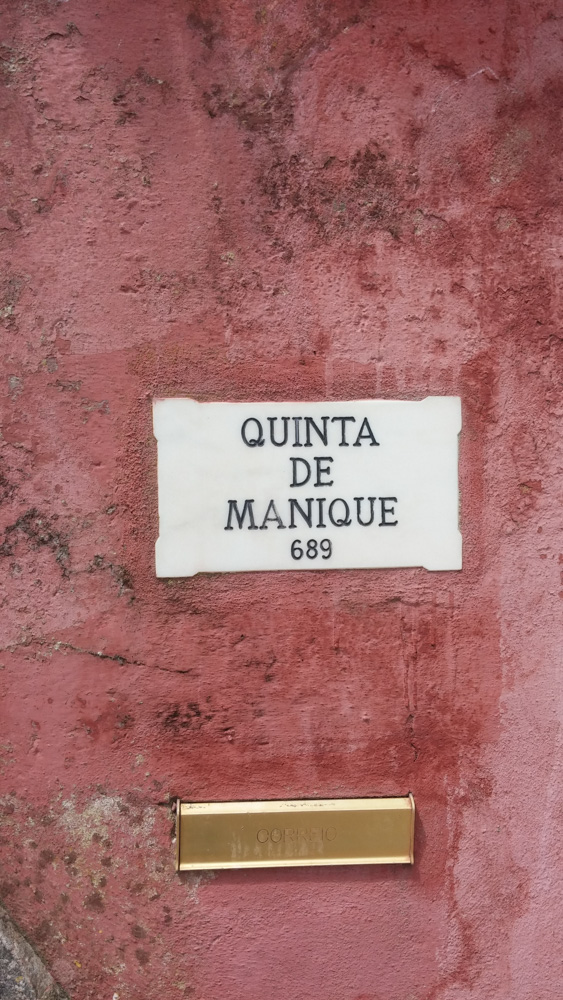 QUINTA
DE
MANIQUE
689
CORREIO